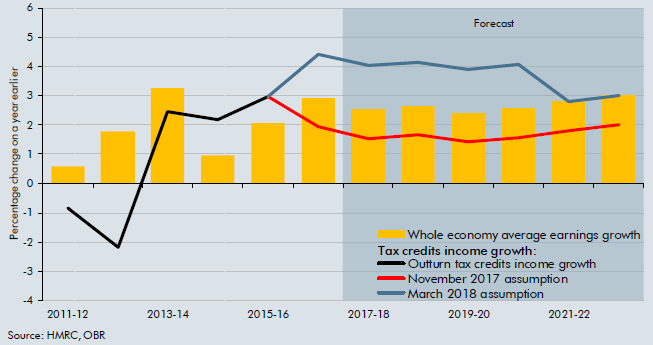 Percentage change on a year earlier
6
5
4
3
2
1
0
-1
-2
-3
-4
Forecast
Whole economy average earnings growth
Tax credits income growth:
Outturn tax credits income growth
November 2017 assumption
March 2018 assumption
2011-12 2013-14 2015-16 2017-18 2019-20 2021-22
Source: HMRC, OBR